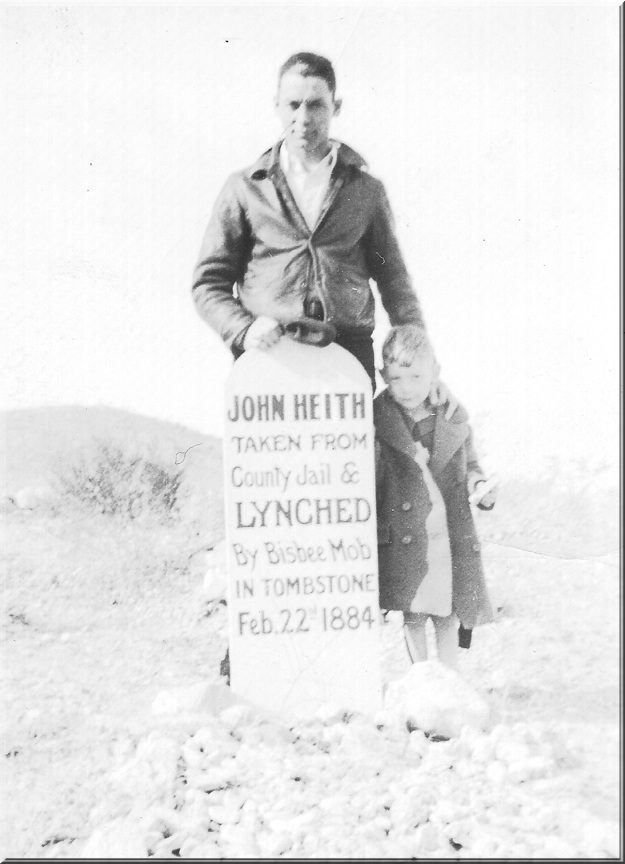 JOHN HEITH
TAKEN FROM
County Jail &
LYNCHED
By Bisbee Mob
IN TOMBSTONE
Feb. 22nd 1884